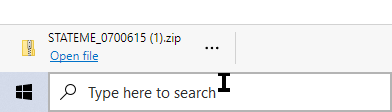 STATEME_0700615 (1).zip
Open file
Type here to search